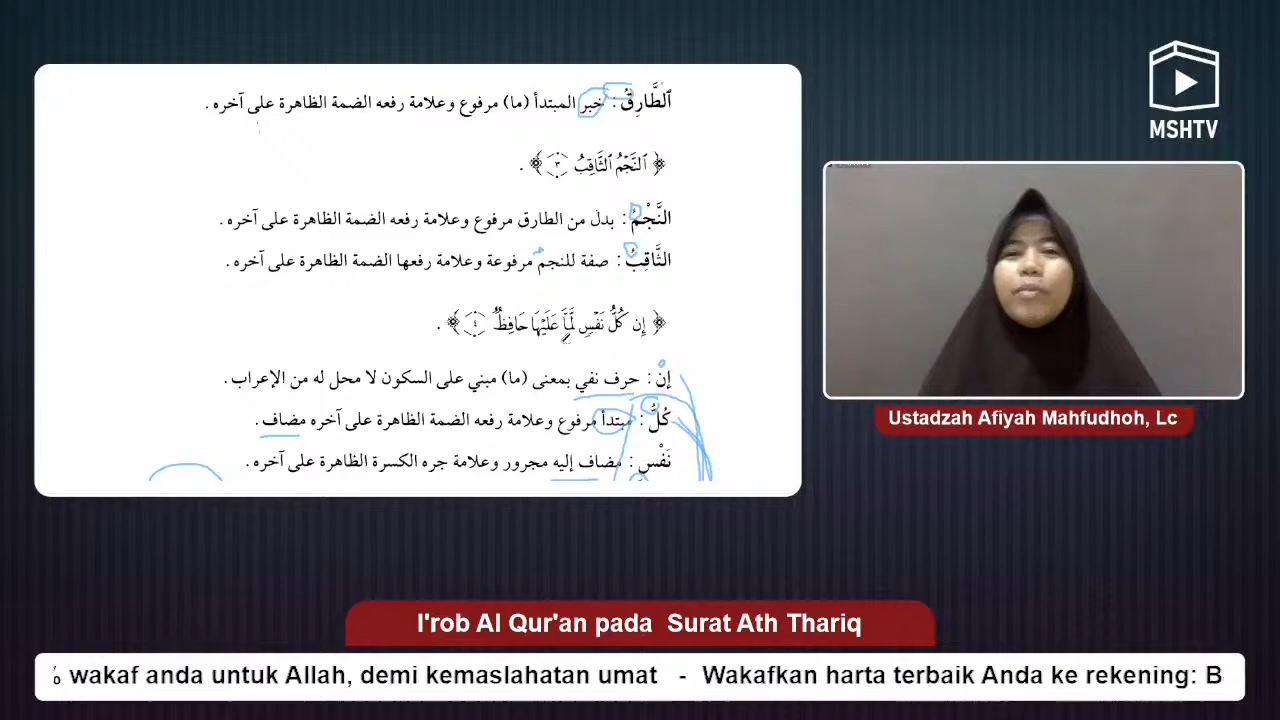 ٱلطَّارِقُ : خبر المبتدأ (ما) مرفوع وعلامة رفعه الضمة الظاهرة على آخره .
﴿ ٱلنَّجْمُ ٱلثَّاقِبُ ٣ ﴾ .
النَّجْمُ : بدل من الطارق مرفوع وعلامة رفعه الضمة الظاهرة على آخره .
الثَّاقِبُ : صفة للنجم مرفوعة وعلامة رفعها الضمة الظاهرة على آخره .
﴿ إِن كُلُّ نَفْسٍ لَّمَّا عَلَيْهَا حَافِظٌ ٤ ﴾ .
إنْ : حرف نفي بمعنى (ما) مبني على السكون لا محل له من الإعراب .
كُلُّ : مبتدأ مرفوع وعلامة رفعه الضمة الظاهرة على آخره مضاف .
نَفْسٍ : مضاف إليه مجرور وعلامة جره الكسرة الظاهرة على آخره .
MSHTV
Ustadzah Afiyah Mahfudhoh, Lc
I'rob Al Qur'an pada Surat Ath Thariq
wakaf anda untuk Allah, demi kemaslahatan umat - Wakafkan harta terbaik Anda ke rekening: B